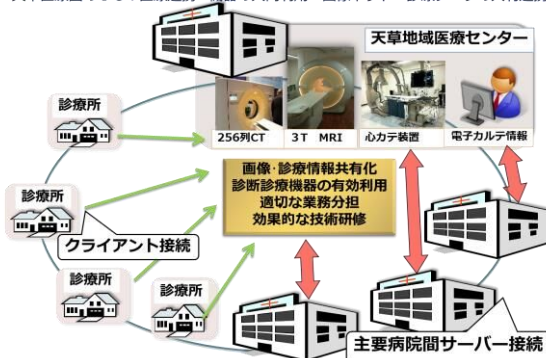 天草地域医療センター
256列CT
3T MRI
心カテ装置
電子カルテ情報
診療所
診療所
診療所
診療所
クライアント接続
画像・診療情報共有化
診断診療機器の有効利用
適切な業務分担
効果的な技術研修
主要病院間サーバー接続